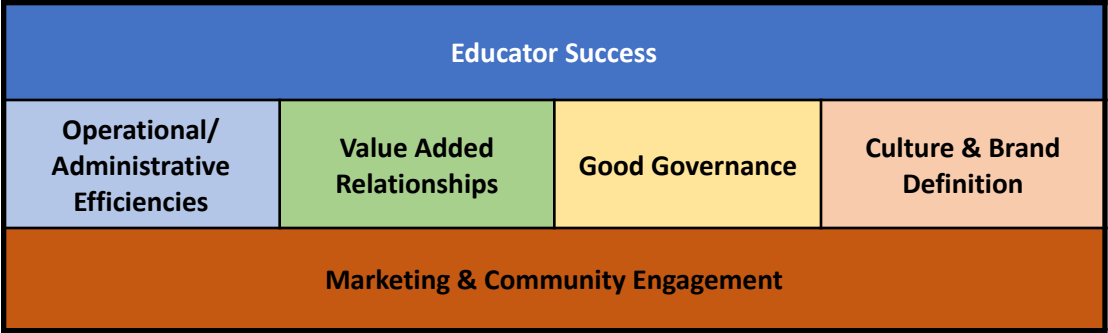 Educator Success
Operational/
Administrative
Efficiencies
Value Added
Relationships
Good Governance
Culture & Brand
Definition
Marketing & Community Engagement